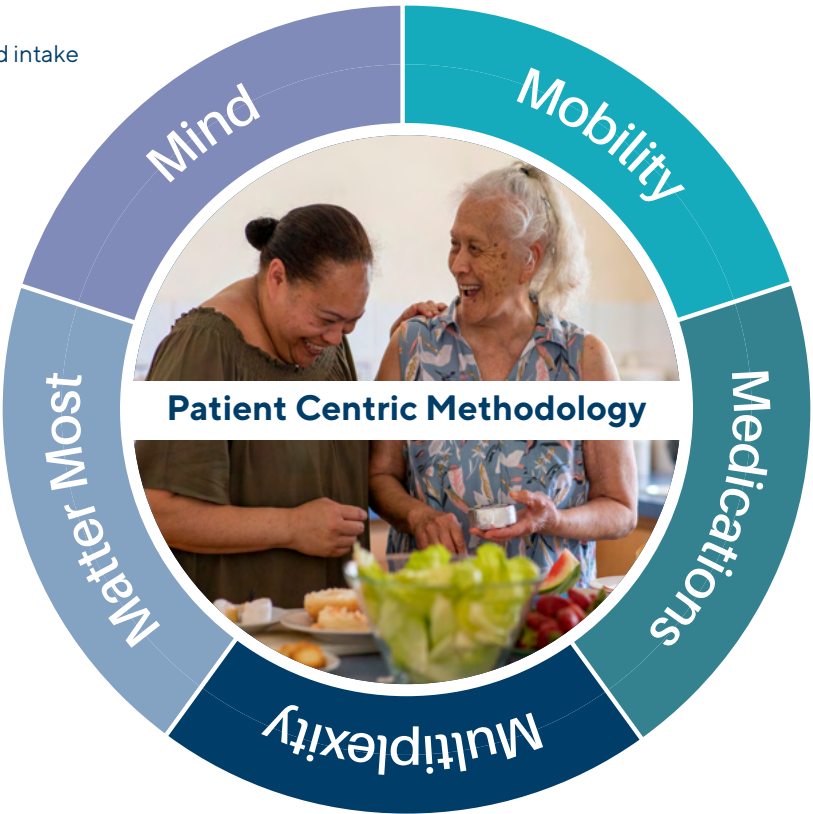 d intake
Mind
Mobility
Medications
Multiplexity
Matter Most
Patient Centric Methodology